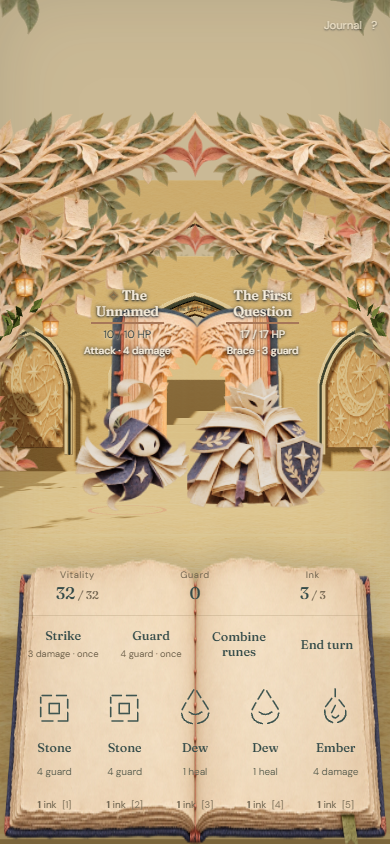 Journal ?
The Unnamed
10 / 10 HP
Attack · 4 damage
The First Question
17 / 17 HP
Brace · 3 guard
Vitality
32 / 32
Guard
0
Ink
3 / 3
Strike
3 damage · once
Guard
4 guard · once
Combine runes
End turn
Stone
4 guard
1 ink [1]
Stone
4 guard
1 ink [2]
Dew
1 heal
1 ink [3]
Dew
1 heal
1 ink [4]
Ember
4 damage
1 ink [5]